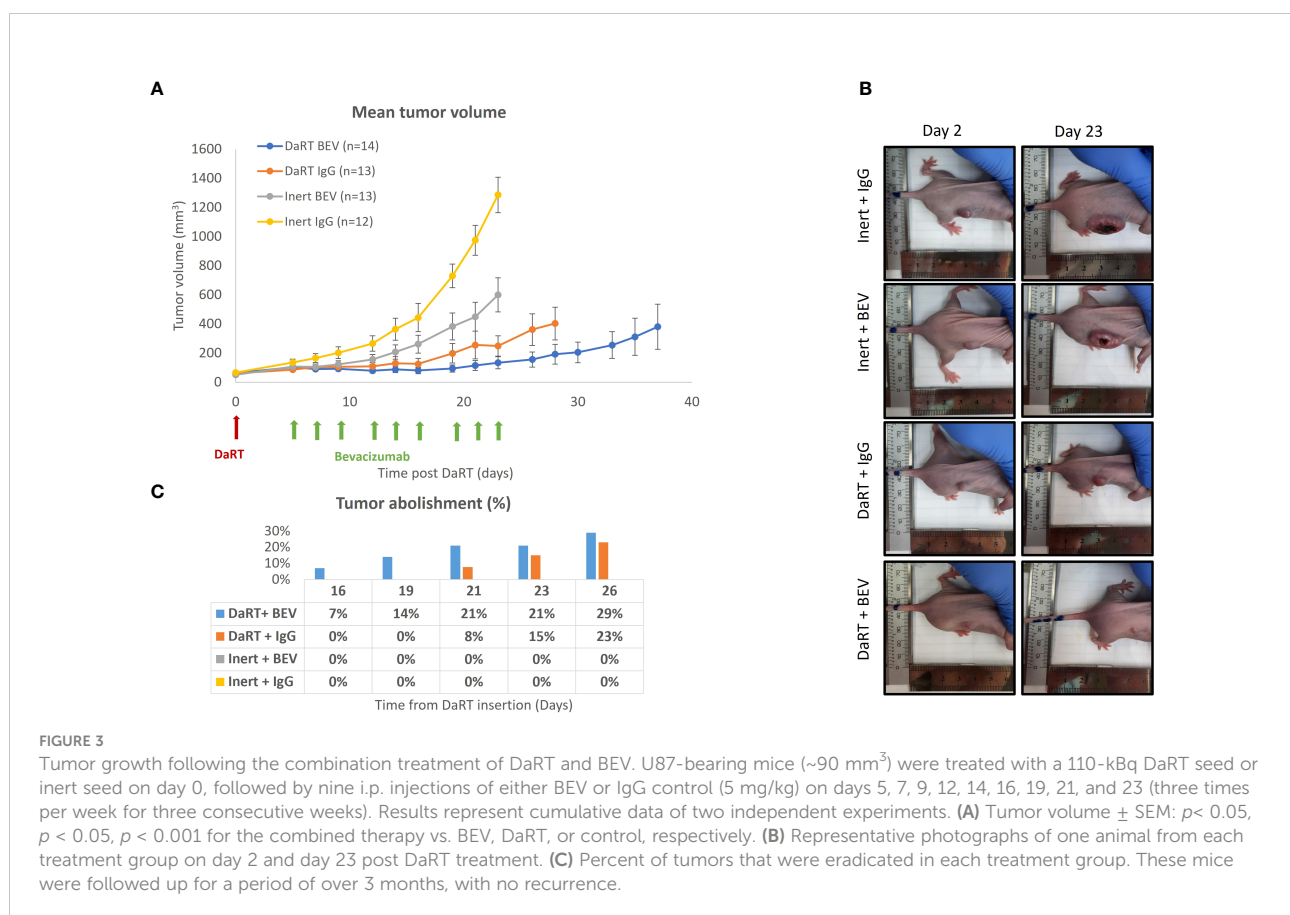 A
Mean tumor volume
DaRT BEV (n=14)
DaRT IgG (n=13)
Inert BEV (n=13)
Inert IgG (n=12)
Tumor volume (mm³)
1600
1400
1200
1000
800
600
400
200
0
0 10 20 30 40
DaRT
Bevacizumab
Time post DaRT (days)
B
Day 2 Day 23
Inert + IgG
Inert + BEV
DaRT + IgG
DaRT + BEV
C
Tumor abolishment (%)
30%
20%
10%
0%
16 19 21 23 26
DaRT+ BEV 7% 14% 21% 21% 29%
DaRT + IgG 0% 0% 8% 15% 23%
Inert + BEV 0% 0% 0% 0% 0%
Inert + IgG 0% 0% 0% 0% 0%
Time from DaRT insertion (Days)
FIGURE 3
Tumor growth following the combination treatment of DaRT and BEV. U87-bearing mice (~90 mm³) were treated with a 110-kBq DaRT seed or
inert seed on day 0, followed by nine i.p. injections of either BEV or IgG control (5 mg/kg) on days 5, 7, 9, 12, 14, 16, 19, 21, and 23 (three times
per week for three consecutive weeks). Results represent cumulative data of two independent experiments. (A) Tumor volume ± SEM: p< 0.05,
p < 0.05, p < 0.001 for the combined therapy vs. BEV, DaRT, or control, respectively. (B) Representative photographs of one animal from each
treatment group on day 2 and day 23 post DaRT treatment. (C) Percent of tumors that were eradicated in each treatment group. These mice
were followed up for a period of over 3 months, with no recurrence.